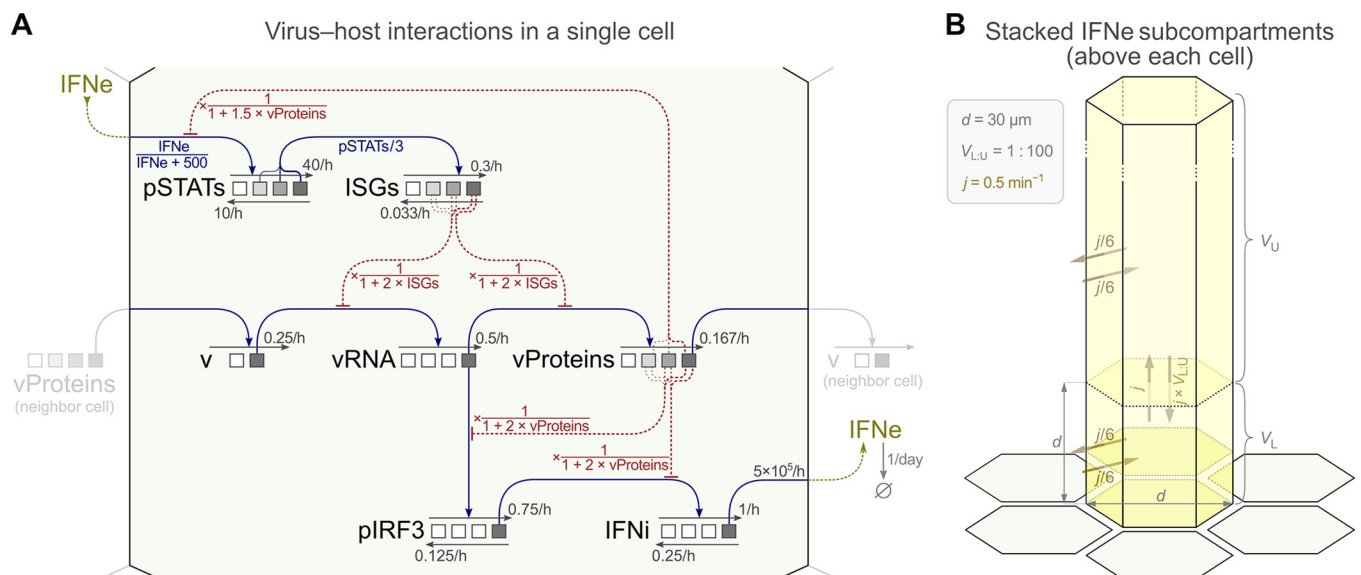 A
Virus–host interactions in a single cell
IFNe
×
1
1 + 1.5 × vProteins
IFNe
IFNe + 500
pSTATs/3
40/h
0.3/h
pSTATs
ISGs
10/h
0.033/h
×
1
1 + 2 × ISGs
×
1
1 + 2 × ISGs
0.25/h
0.5/h
0.167/h
v
vRNA
vProteins
vProteins
(neighbor cell)
v
(neighbor cell)
×
1
1 + 2 × vProteins
×
1
1 + 2 × vProteins
IFNe
1/day
∅
5×10⁵/h
0.75/h
1/h
pIRF3
IFNi
0.125/h
0.25/h
B
Stacked IFNe subcompartments
(above each cell)
d = 30 µm
V_L:U = 1 : 100
j = 0.5 min⁻¹
j/6
j/6
V_U
j
j × V_L:U
d
j/6
j/6
V_L
d